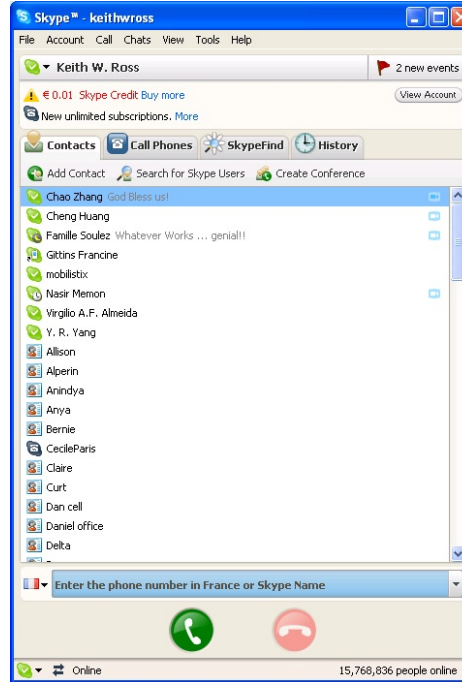 Skype™ - keithwross
File Account Call Chats View Tools Help
Keith W. Ross 2 new events
€ 0.01 Skype Credit Buy more View Account
New unlimited subscriptions. More
Contacts Call Phones SkypeFind History
Add Contact Search for Skype Users Create Conference
Chao Zhang God Bless us!
Cheng Huang
Famille Soulez Whatever Works ... genial!!
Gittins Francine
mobilistix
Nasir Memon
Virgilio A.F. Almeida
Y. R. Yang
Allison
Alperin
Anindya
Anya
Bernie
CecileParis
Claire
Curt
Dan cell
Daniel office
Delta
Enter the phone number in France or Skype Name
Online 15,768,836 people online